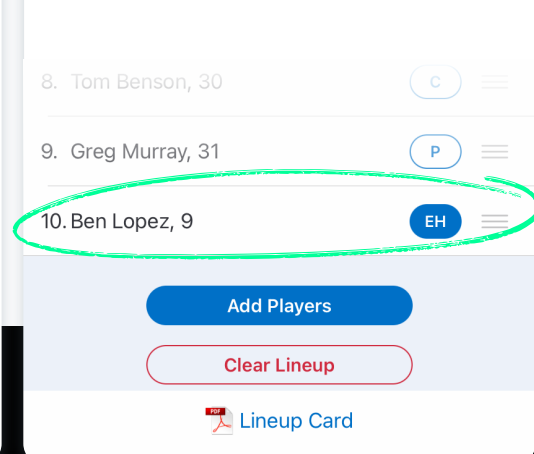 8. Tom Benson, 30 C
9. Greg Murray, 31 P
10. Ben Lopez, 9 EH
Add Players
Clear Lineup
PDF Lineup Card